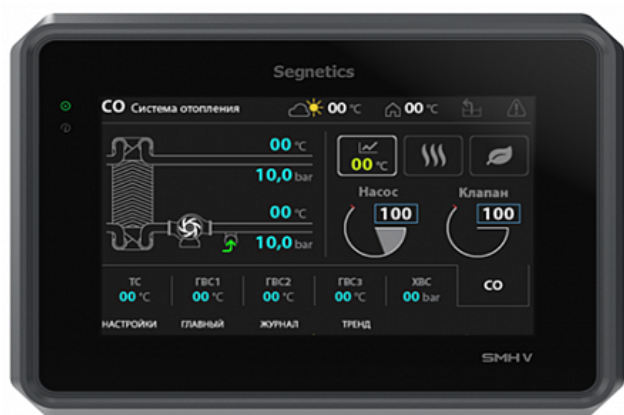 Segnetics
СО Система отопления 00 °C 00 °C
00 °C
10,0 bar
00 °C
10,0 bar
00 °C
Насос Клапан
100 100
ТС ГВС1 ГВС2 ГВС3 ХВС СО
00 °C 00 °C 00 °C 00 °C 00 bar
НАСТРОЙКИ ГЛАВНЫЙ ЖУРНАЛ ТРЕНД
SMH V